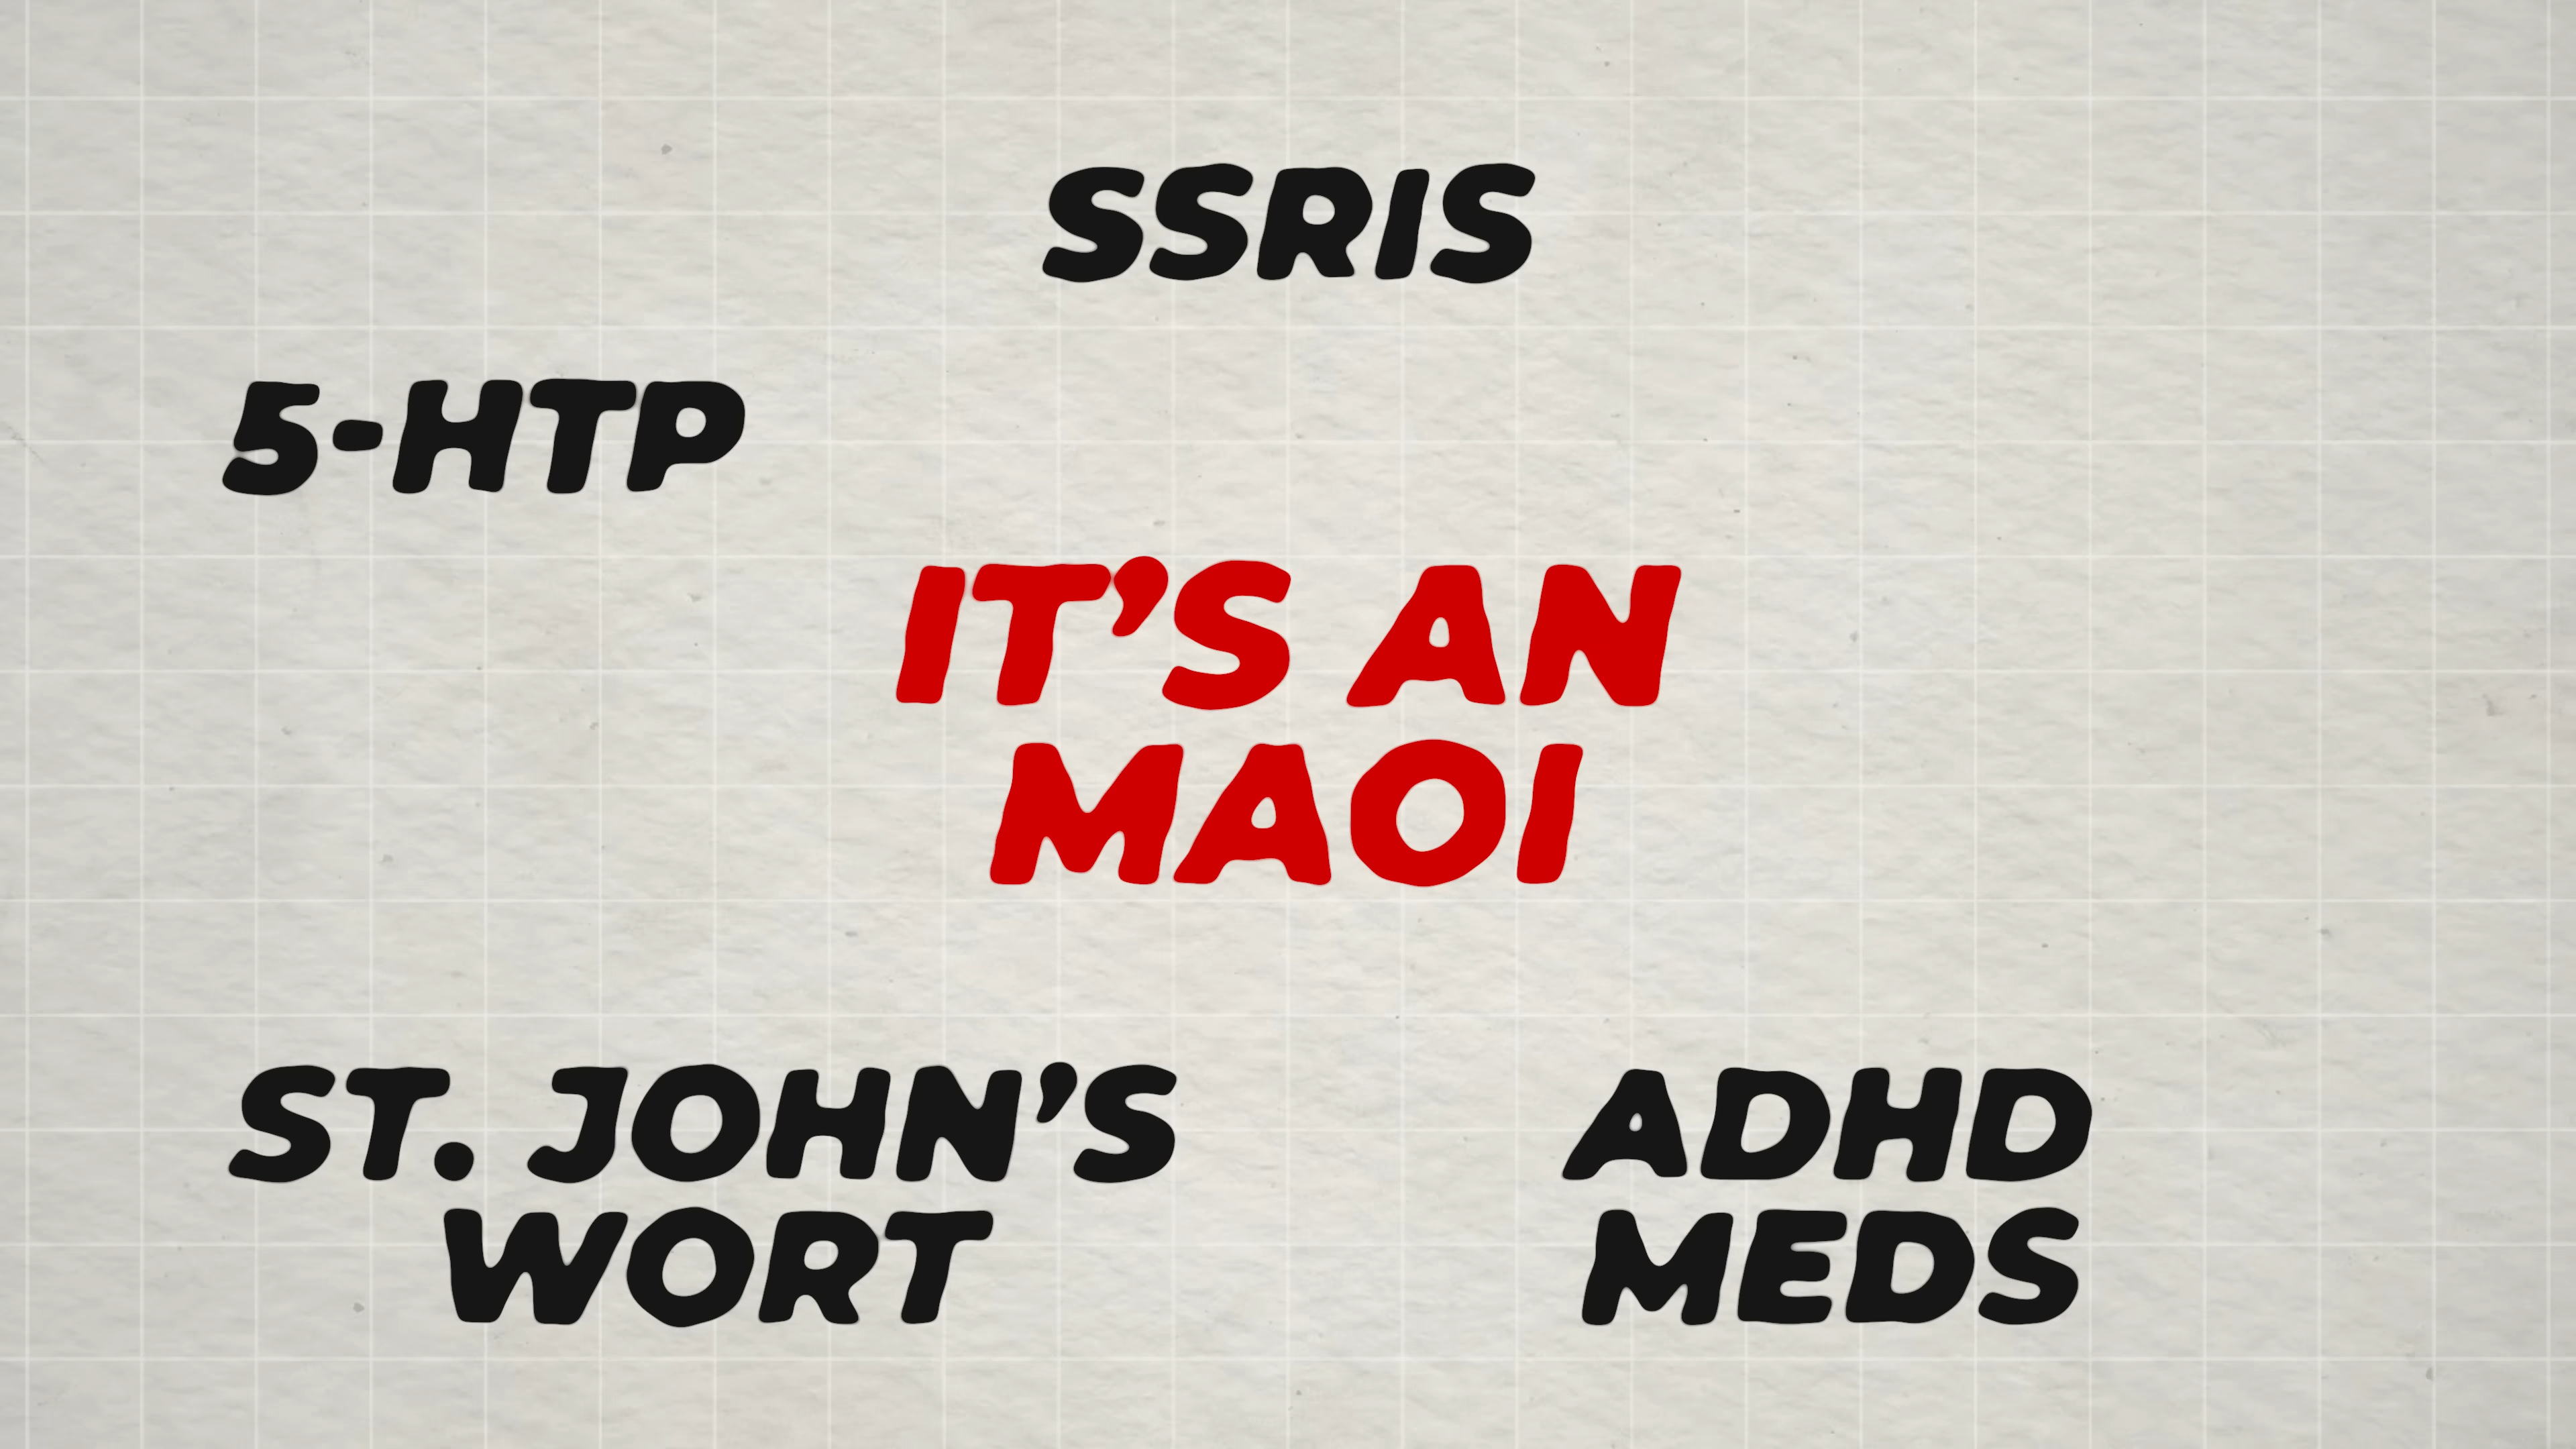 SSRIS
5-HTP
IT’S AN
MAOI
ST. JOHN’S
WORT
ADHD
MEDS